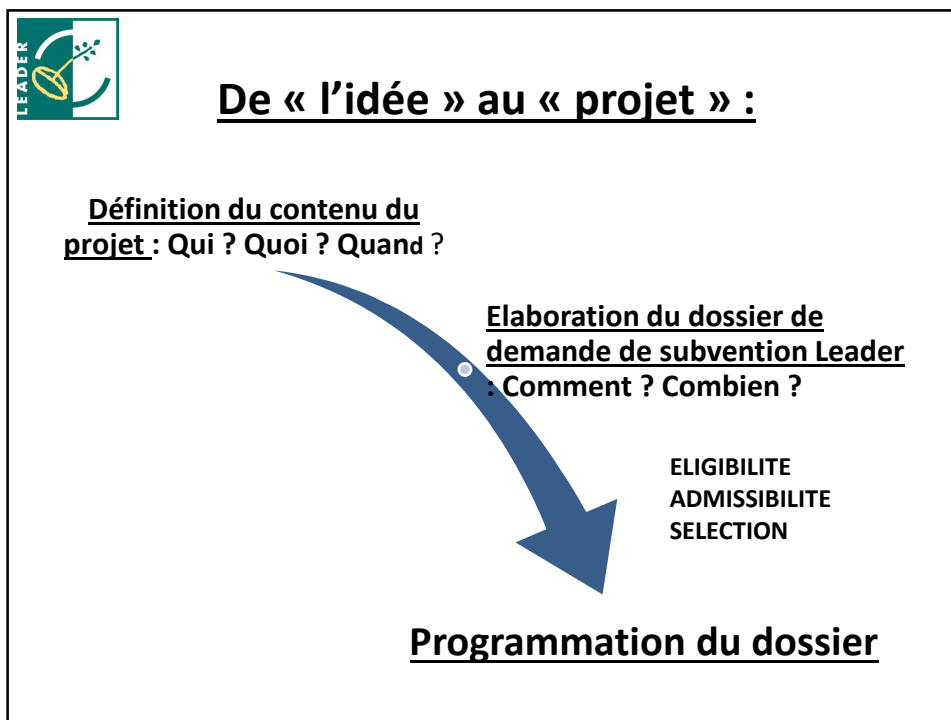 LEADER
De « l’idée » au « projet » :
Définition du contenu du
projet : Qui ? Quoi ? Quand ?
Elaboration du dossier de
demande de subvention Leader
: Comment ? Combien ?
ELIGIBILITE
ADMISSIBILITE
SELECTION
Programmation du dossier